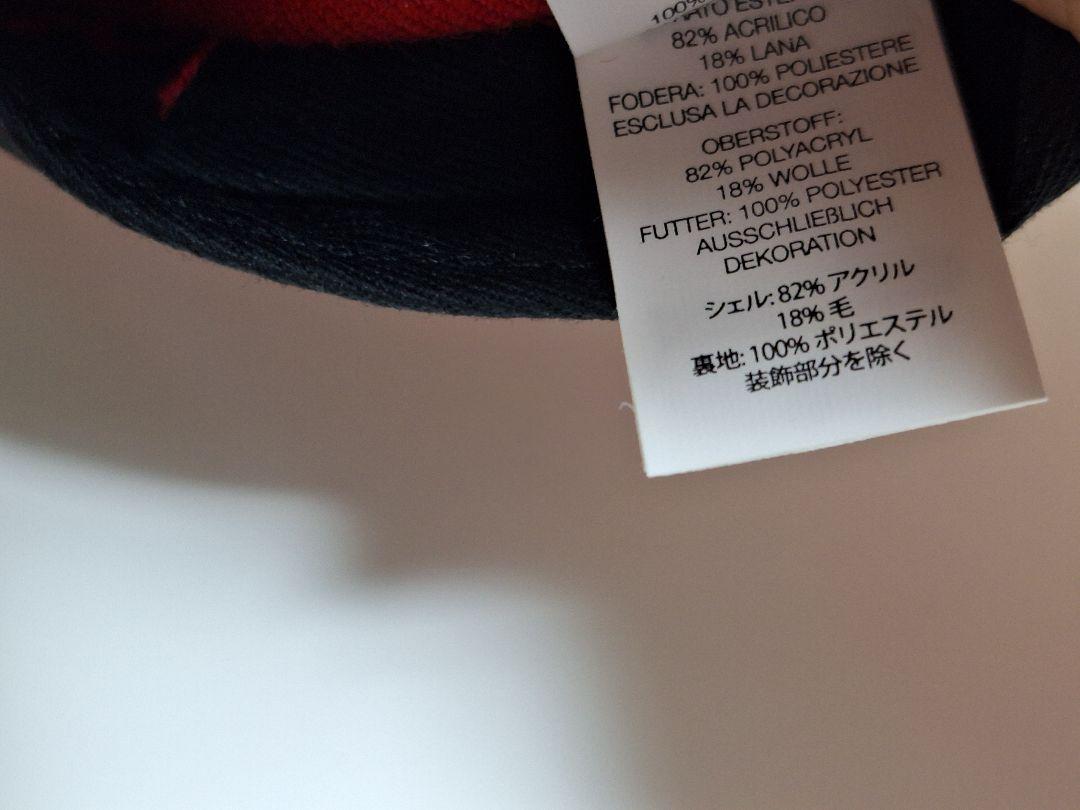 100%
82% ACRILICO
18% LANA
FODERA: 100% POLIESTERE
ESCLUSA LA DECORAZIONE
OBERSTOFF:
82% POLYACRYL
18% WOLLE
FUTTER: 100% POLYESTER
AUSSCHLIEßLICH
DEKORATION
シェル: 82% アクリル
18% 毛
裏地: 100% ポリエステル
装飾部分を除く